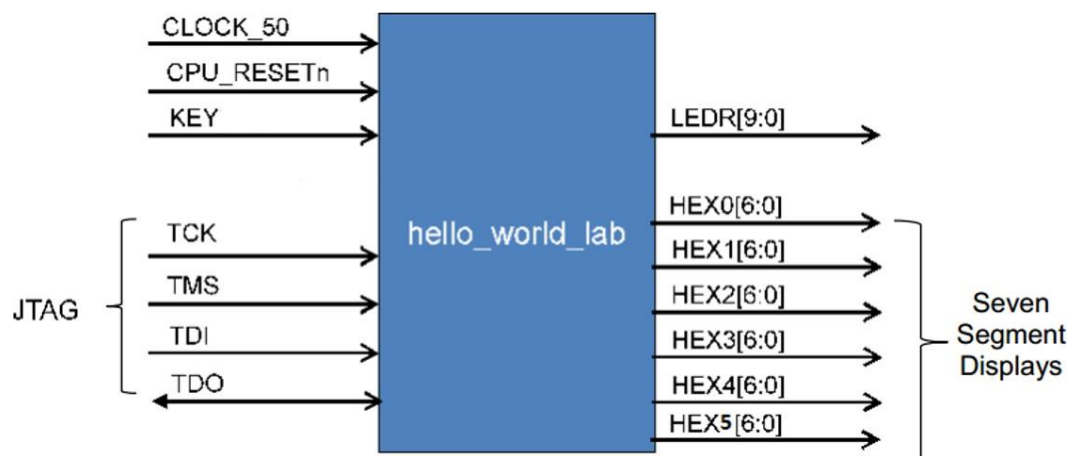 CLOCK_50
CPU_RESETn
KEY
LEDR[9:0]
HEX0[6:0]
TCK
hello_world_lab
HEX1[6:0]
TMS
HEX2[6:0]
JTAG
Seven
Segment
Displays
TDI
HEX3[6:0]
TDO
HEX4[6:0]
HEX5[6:0]